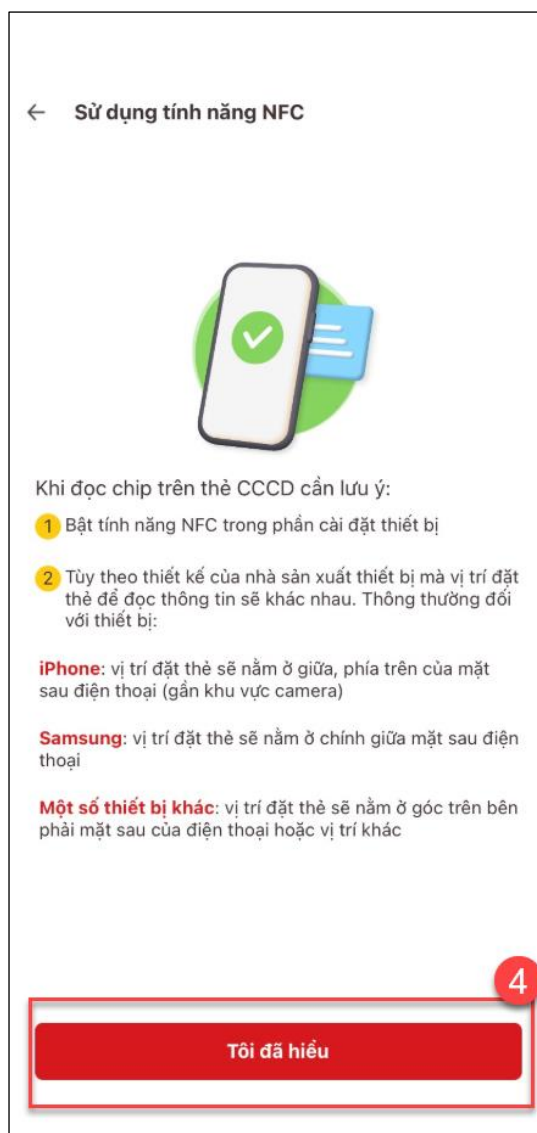 Sử dụng tính năng NFC
Khi đọc chip trên thẻ CCCD cần lưu ý:
1 Bật tính năng NFC trong phần cài đặt thiết bị
2 Tùy theo thiết kế của nhà sản xuất thiết bị mà vị trí đặt
thẻ để đọc thông tin sẽ khác nhau. Thông thường đối
với thiết bị:
iPhone: vị trí đặt thẻ sẽ nằm ở giữa, phía trên của mặt
sau điện thoại (gần khu vực camera)
Samsung: vị trí đặt thẻ sẽ nằm ở chính giữa mặt sau điện
thoại
Một số thiết bị khác: vị trí đặt thẻ sẽ nằm ở góc trên bên
phải mặt sau của điện thoại hoặc vị trí khác
4
Tôi đã hiểu